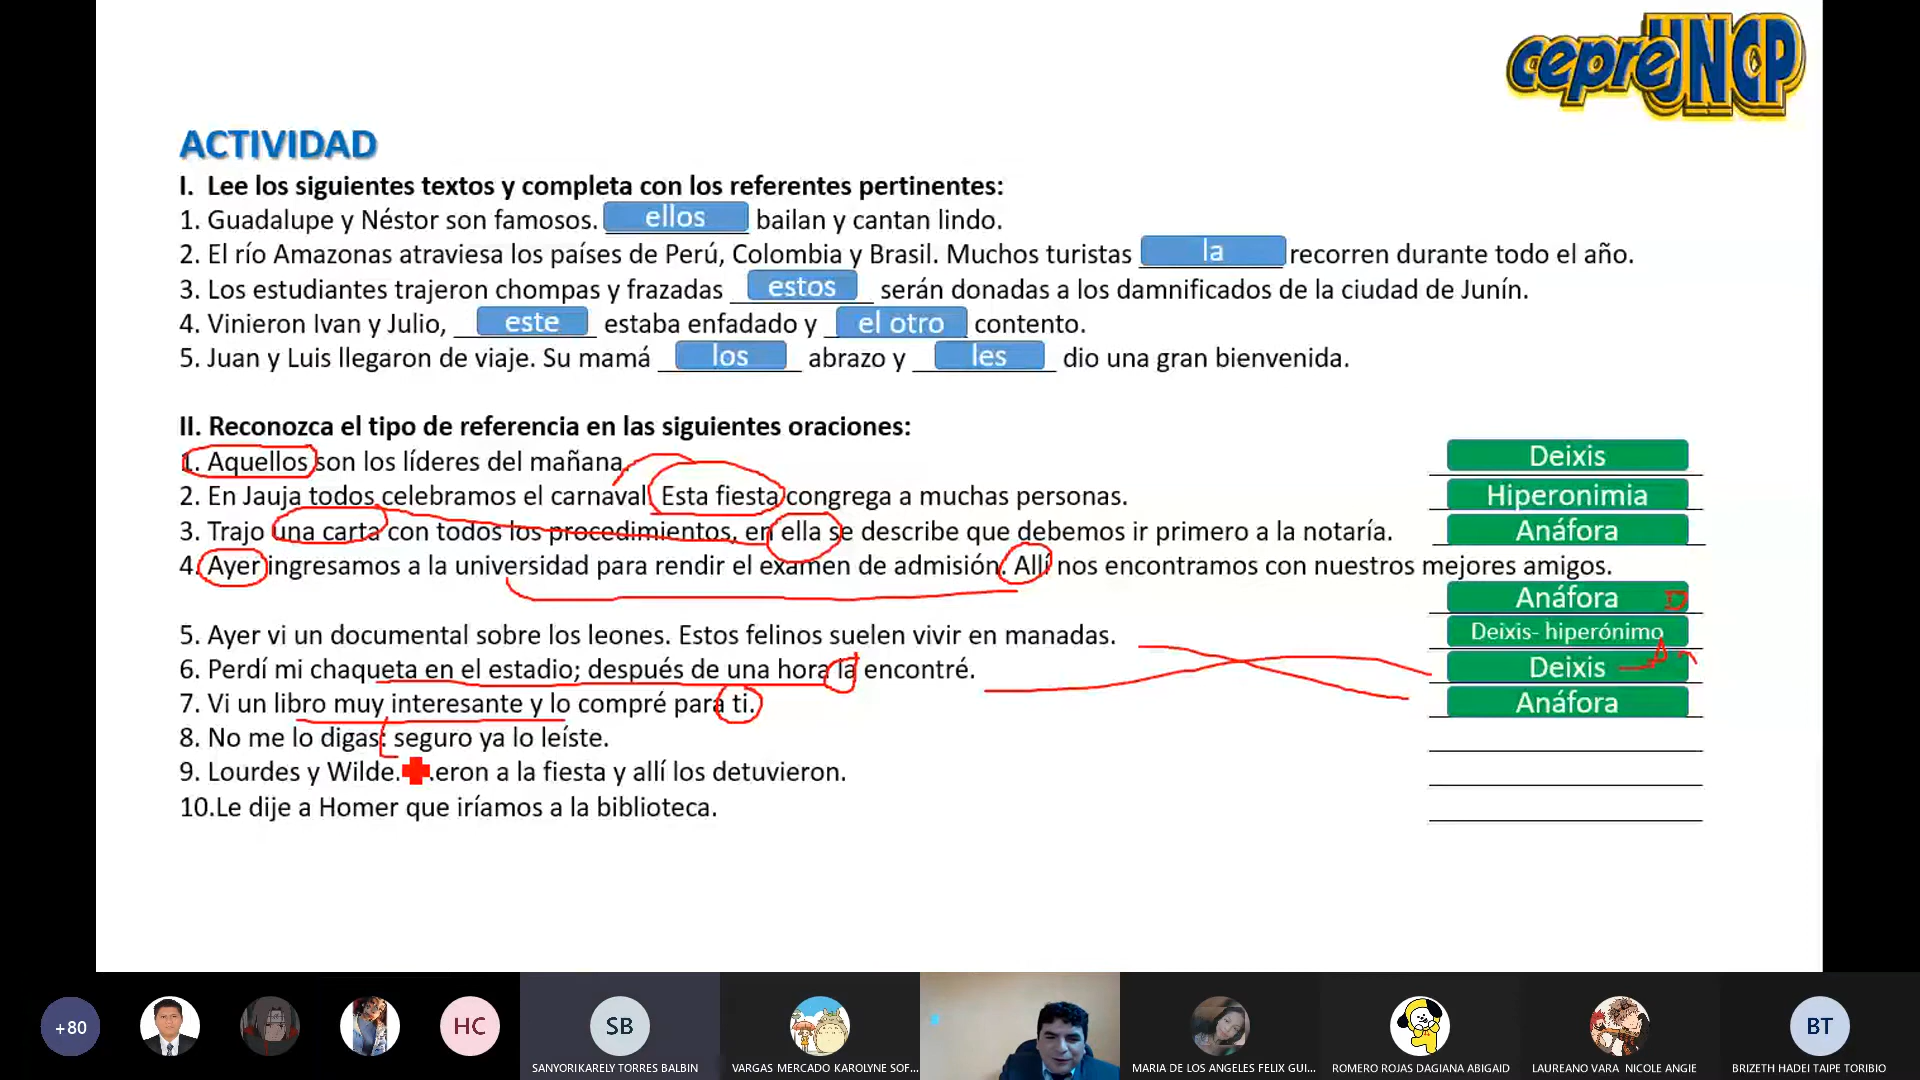 cepreUNCP
ACTIVIDAD
I. Lee los siguientes textos y completa con los referentes pertinentes:
1. Guadalupe y Néstor son famosos. ellos bailan y cantan lindo.
2. El río Amazonas atraviesa los países de Perú, Colombia y Brasil. Muchos turistas la recorren durante todo el año.
3. Los estudiantes trajeron chompas y frazadas estos serán donadas a los damnificados de la ciudad de Junín.
4. Vinieron Ivan y Julio, este estaba enfadado y el otro contento.
5. Juan y Luis llegaron de viaje. Su mamá los abrazo y les dio una gran bienvenida.
II. Reconozca el tipo de referencia en las siguientes oraciones:
1. Aquellos son los líderes del mañana. Deixis
2. En Jauja todos celebramos el carnaval. Esta fiesta congrega a muchas personas. Hiperonimia
3. Trajo una carta con todos los procedimientos, en ella se describe que debemos ir primero a la notaría. Anáfora
4. Ayer ingresamos a la universidad para rendir el examen de admisión. Allí nos encontramos con nuestros mejores amigos.
Anáfora D
5. Ayer vi un documental sobre los leones. Estos felinos suelen vivir en manadas. Deixis- hiperónimo
6. Perdí mi chaqueta en el estadio; después de una hora la encontré. Deixis
7. Vi un libro muy interesante y lo compré para ti. Anáfora
8. No me lo digas: seguro ya lo leíste.
9. Lourdes y Wilde. eron a la fiesta y allí los detuvieron.
10.Le dije a Homer que iríamos a la biblioteca.
+80
HC
SB
BT
SANYORIKARELY TORRES BALBIN
VARGAS MERCADO KAROLYNE SOF...
MARIA DE LOS ANGELES FELIX GUI...
ROMERO ROJAS DAGIANA ABIGAID
LAUREANO VARA NICOLE ANGIE
BRIZETH HADEI TAIPE TORIBIO